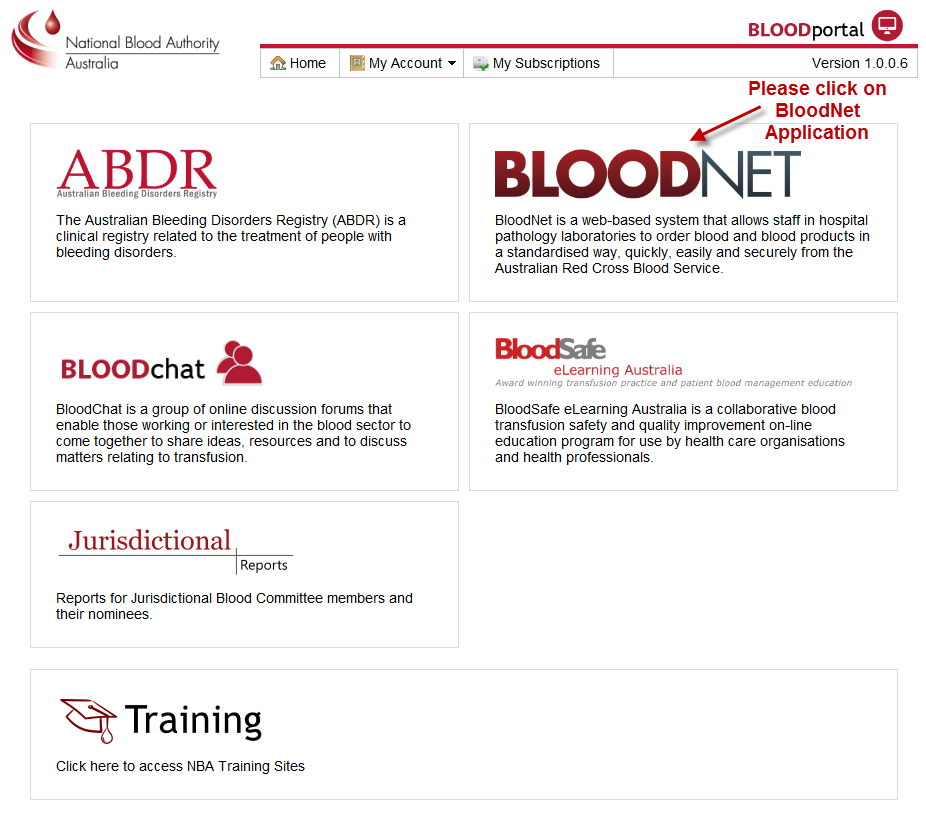 National Blood Authority
Australia
BLOODportal
Home
My Account
My Subscriptions
Version 1.0.0.6
Please click on
BloodNet
Application
ABDR
Australian Bleeding Disorders Registry
The Australian Bleeding Disorders Registry (ABDR) is a
clinical registry related to the treatment of people with
bleeding disorders.
BLOODNET
BloodNet is a web-based system that allows staff in hospital
pathology laboratories to order blood and blood products in
a standardised way, quickly, easily and securely from the
Australian Red Cross Blood Service.
BLOODchat
BloodChat is a group of online discussion forums that
enable those working or interested in the blood sector to
come together to share ideas, resources and to discuss
matters relating to transfusion.
BloodSafe
eLearning Australia
Award winning transfusion practice and patient blood management education
BloodSafe eLearning Australia is a collaborative blood
transfusion safety and quality improvement on-line
education program for use by health care organisations
and health professionals.
Jurisdictional
Reports
Reports for Jurisdictional Blood Committee members and
their nominees.
Training
Click here to access NBA Training Sites